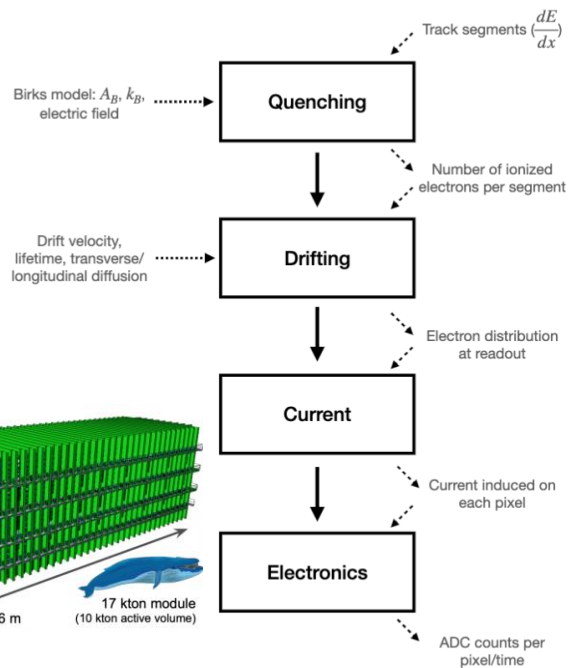 Track segments (dE/dx)
Birks model: A_B, k_B,
electric field
Quenching
Number of ionized
electrons per segment
Drift velocity,
lifetime, transverse/
longitudinal diffusion
Drifting
Electron distribution
at readout
Current
Current induced on
each pixel
Electronics
6 m
17 kton module
(10 kton active volume)
ADC counts per
pixel/time